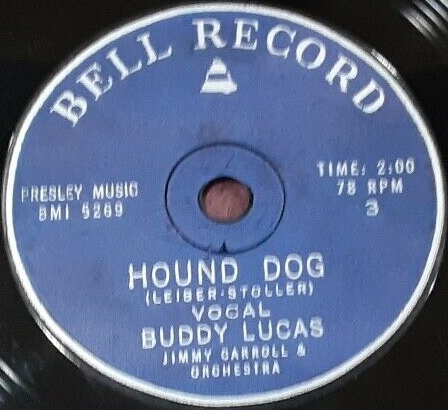 BELL RECORD
PRESLEY MUSIC
BMI 5269
TIME: 2:00
78 RPM
3
HOUND DOG
(LEIBER-STOLLER)
VOCAL
BUDDY LUCAS
JIMMY CARROLL &
ORCHESTRA